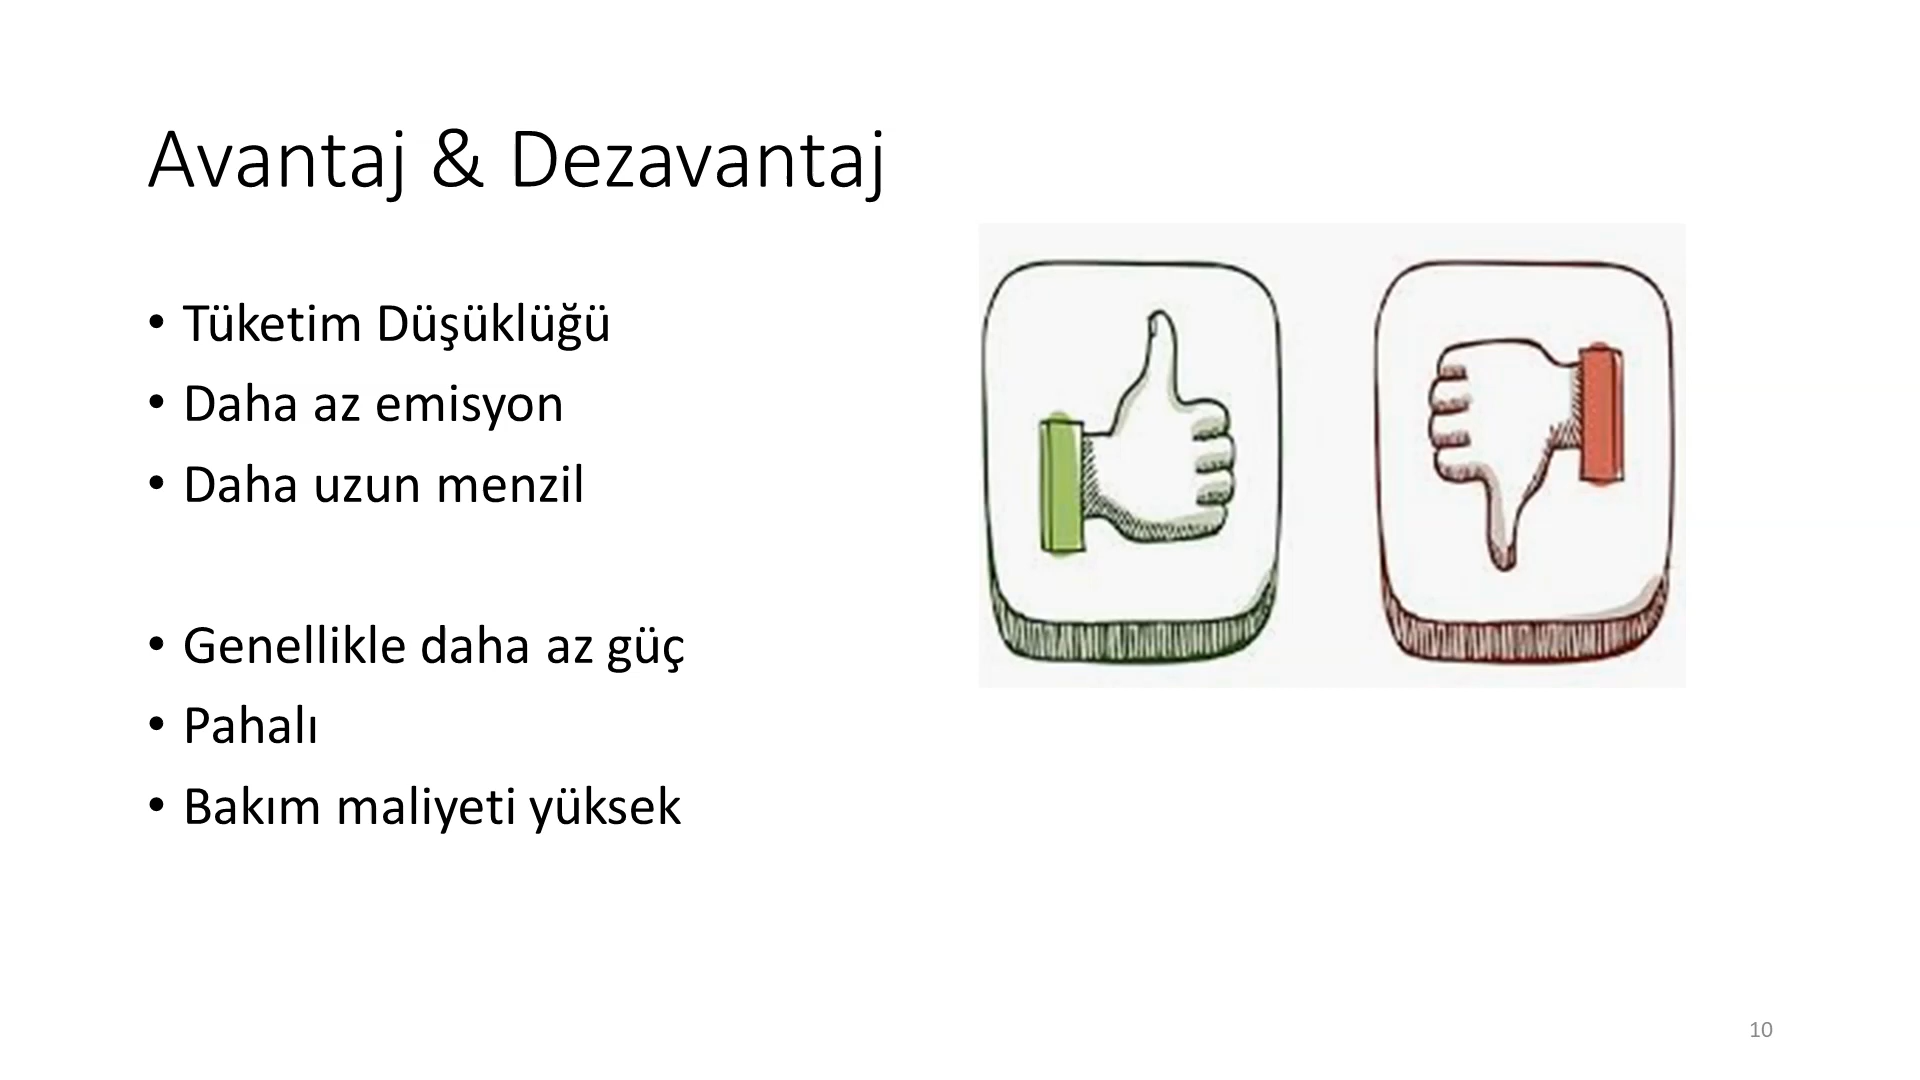 Avantaj & Dezavantaj
• Tüketim Düşüklüğü
• Daha az emisyon
• Daha uzun menzil
• Genellikle daha az güç
• Pahalı
• Bakım maliyeti yüksek
10